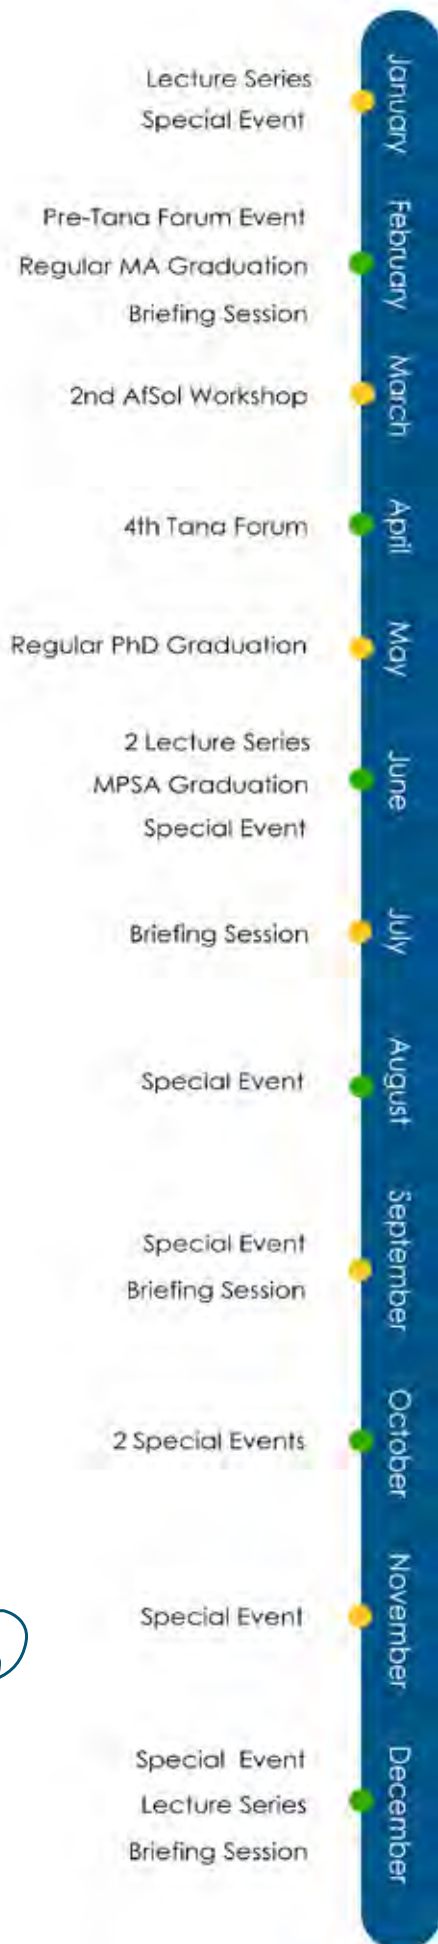 January
Lecture Series
Special Event
February
Pre-Tana Forum Event
Regular MA Graduation
Briefing Session
March
2nd AfSol Workshop
April
4th Tana Forum
May
Regular PhD Graduation
June
2 Lecture Series
MPSA Graduation
Special Event
July
Briefing Session
August
Special Event
September
Special Event
Briefing Session
October
2 Special Events
November
Special Event
December
Special Event
Lecture Series
Briefing Session